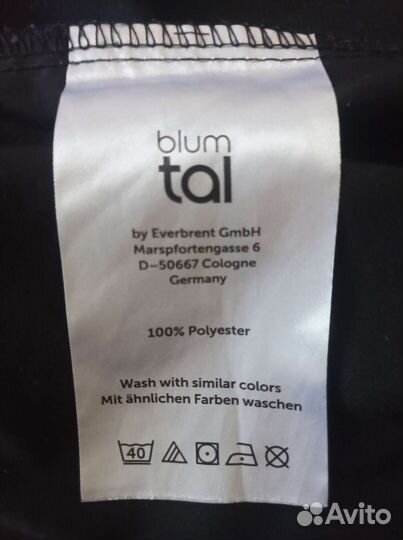 blum
tal
by Everbrent GmbH
Marspfortengasse 6
D–50667 Cologne
Germany
100% Polyester
Wash with similar colors
Mit ähnlichen Farben waschen
40
Avito